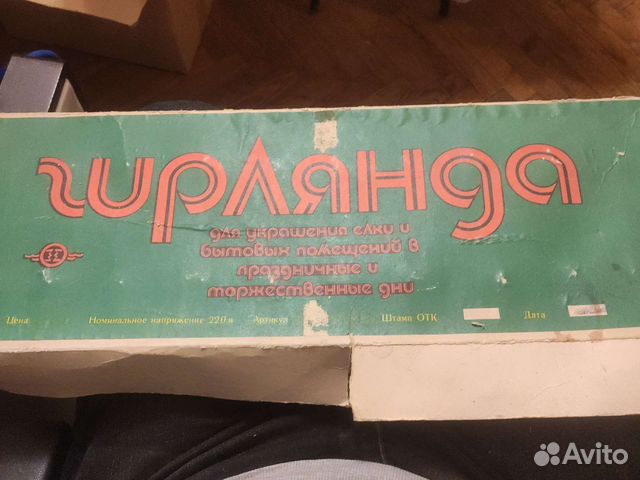 гирлянда
для украшения елки и
бытовых помещений в
праздничные и
торжественные дни
Цена Номинальное напряжение 220 в Артикул Штамп ОТК Дата
Avito